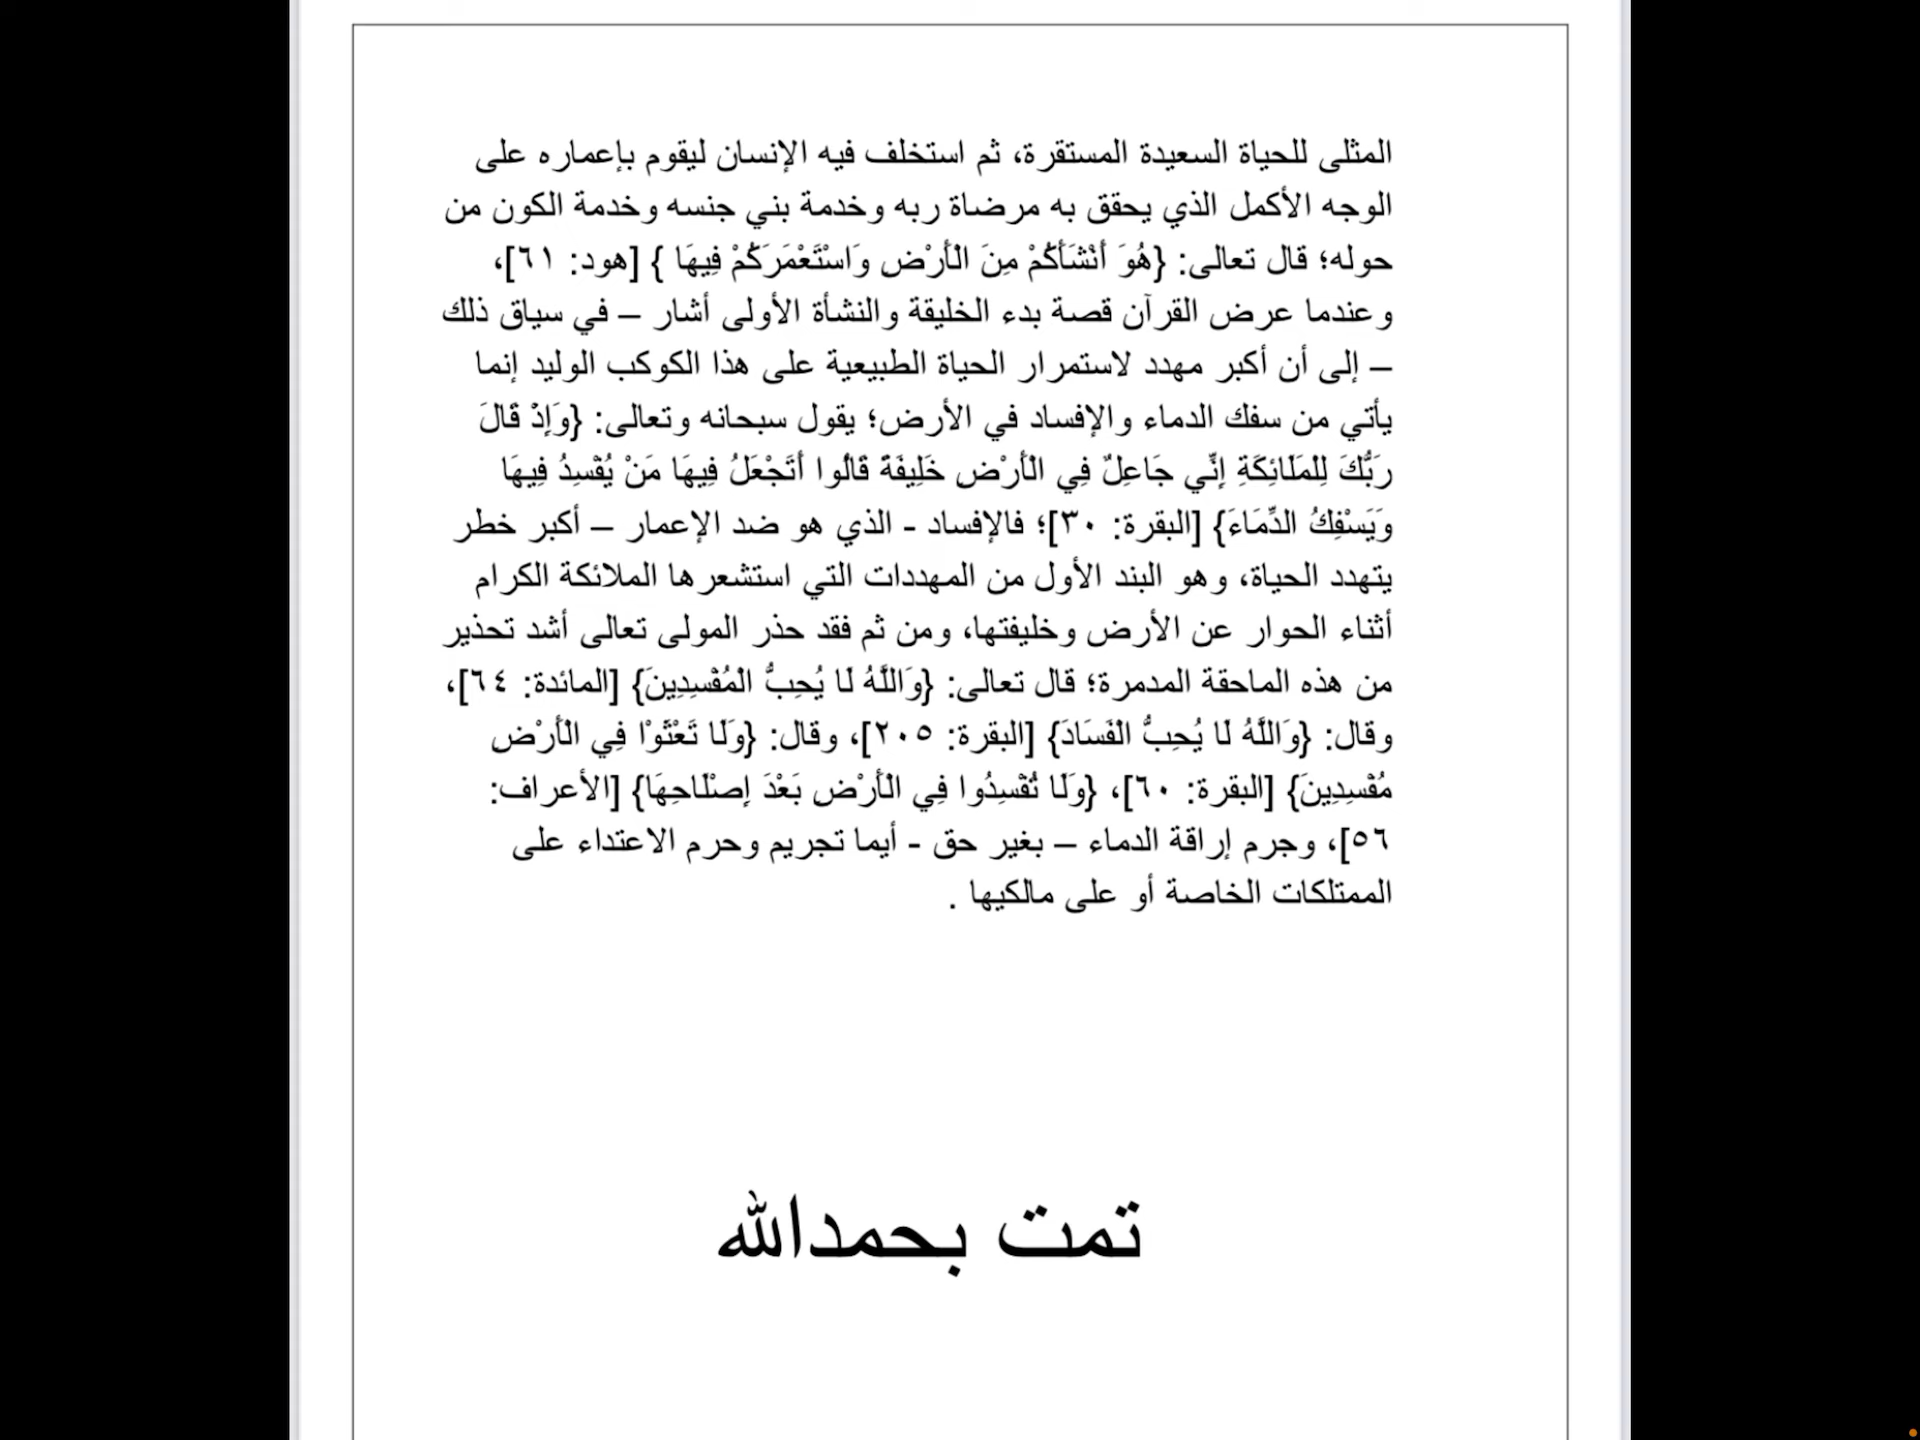 المثلى للحياة السعيدة المستقرة، ثم استخلف فيه الإنسان ليقوم بإعماره على
الوجه الأكمل الذي يحقق به مرضاة ربه وخدمة بني جنسه وخدمة الكون من
حوله؛ قال تعالى: {هُوَ أَنْشَأَكُمْ مِنَ الْأَرْضِ وَاسْتَعْمَرَكُمْ فِيهَا } [هود: ٦١]،
وعندما عرض القرآن قصة بدء الخليقة والنشأة الأولى أشار – في سياق ذلك
– إلى أن أكبر مهدد لاستمرار الحياة الطبيعية على هذا الكوكب الوليد إنما
يأتي من سفك الدماء والإفساد في الأرض؛ يقول سبحانه وتعالى: {وَإِذْ قَالَ
رَبُّكَ لِلْمَلَائِكَةِ إِنِّي جَاعِلٌ فِي الْأَرْضِ خَلِيفَةً قَالُوا أَتَجْعَلُ فِيهَا مَنْ يُفْسِدُ فِيهَا
وَيَسْفِكُ الدِّمَاءَ} [البقرة: ٣٠]؛ فالإفساد - الذي هو ضد الإعمار – أكبر خطر
يتهدد الحياة، وهو البند الأول من المهددات التي استشعرها الملائكة الكرام
أثناء الحوار عن الأرض وخليفتها، ومن ثم فقد حذر المولى تعالى أشد تحذير
من هذه الماحقة المدمرة؛ قال تعالى: {وَاللَّهُ لَا يُحِبُّ الْمُفْسِدِينَ} [المائدة: ٦٤]،
وقال: {وَاللَّهُ لَا يُحِبُّ الْفَسَادَ} [البقرة: ٢٠٥]، وقال: {وَلَا تَعْثَوْا فِي الْأَرْضِ
مُفْسِدِينَ} [البقرة: ٦٠]، {وَلَا تُفْسِدُوا فِي الْأَرْضِ بَعْدَ إِصْلَاحِهَا} [الأعراف:
٥٦]، وجرم إراقة الدماء – بغير حق - أيما تجريم وحرم الاعتداء على
الممتلكات الخاصة أو على مالكيها .
تمت بحمدالله